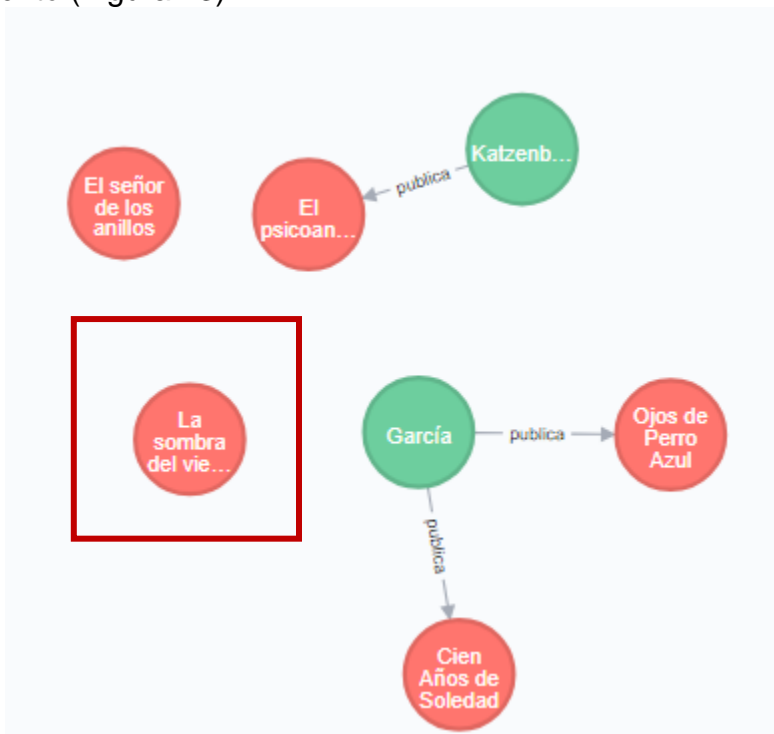 Katzenb...
publica
El señor
de los
anillos
El
psicoan...
La
sombra
del vie...
García
publica
Ojos de
Perro
Azul
publica
Cien
Años de
Soledad